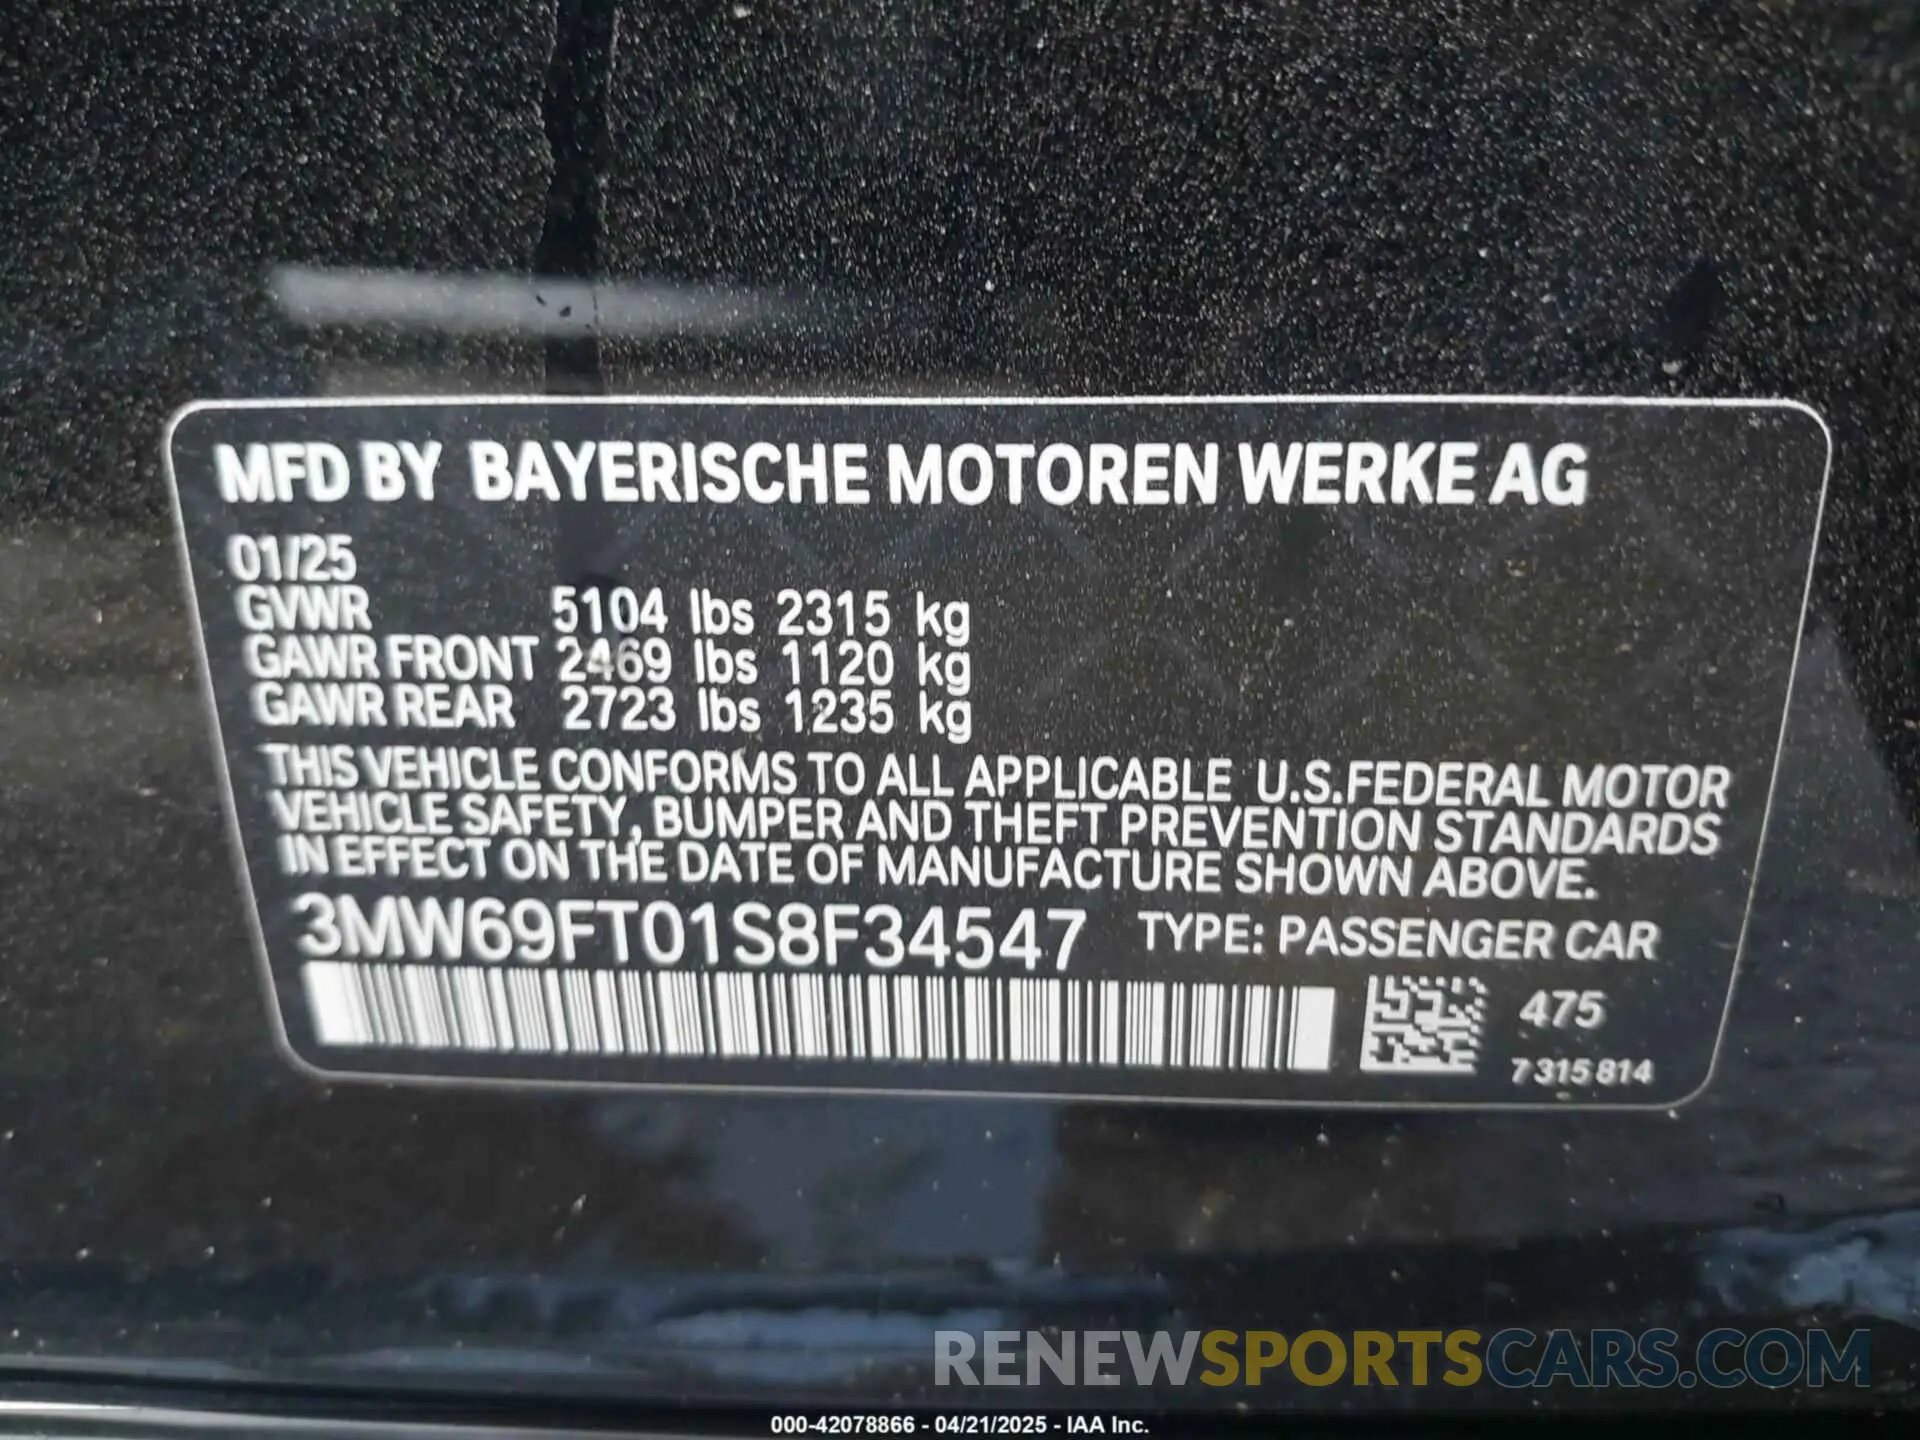 MFD BY BAYERISCHE MOTOREN WERKE AG
01/25
GVWR 5104 lbs 2315 kg
GAWR FRONT 2469 lbs 1120 kg
GAWR REAR 2723 lbs 1235 kg
THIS VEHICLE CONFORMS TO ALL APPLICABLE U.S.FEDERAL MOTOR
VEHICLE SAFETY, BUMPER AND THEFT PREVENTION STANDARDS
IN EFFECT ON THE DATE OF MANUFACTURE SHOWN ABOVE.
3MW69FT01S8F34547 TYPE: PASSENGER CAR
475
7 315 814
RENEWSPORTSCARS.COM
000-42078866 - 04/21/2025 - IAA Inc.